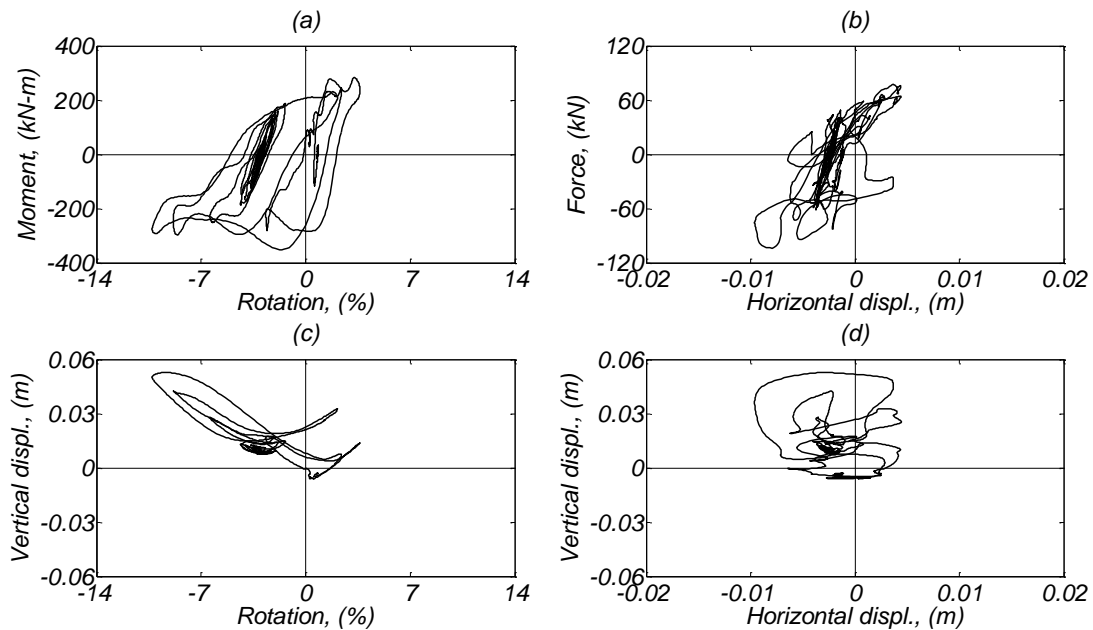 (a)
400
200
0
-200
-400
Moment, (kN-m)
-14 -7 0 7 14
Rotation, (%)
(b)
120
60
0
-60
-120
Force, (kN)
-0.02 -0.01 0 0.01 0.02
Horizontal displ., (m)
(c)
0.06
0.03
0
-0.03
-0.06
Vertical displ., (m)
-14 -7 0 7 14
Rotation, (%)
(d)
0.06
0.03
0
-0.03
-0.06
Vertical displ., (m)
-0.02 -0.01 0 0.01 0.02
Horizontal displ., (m)